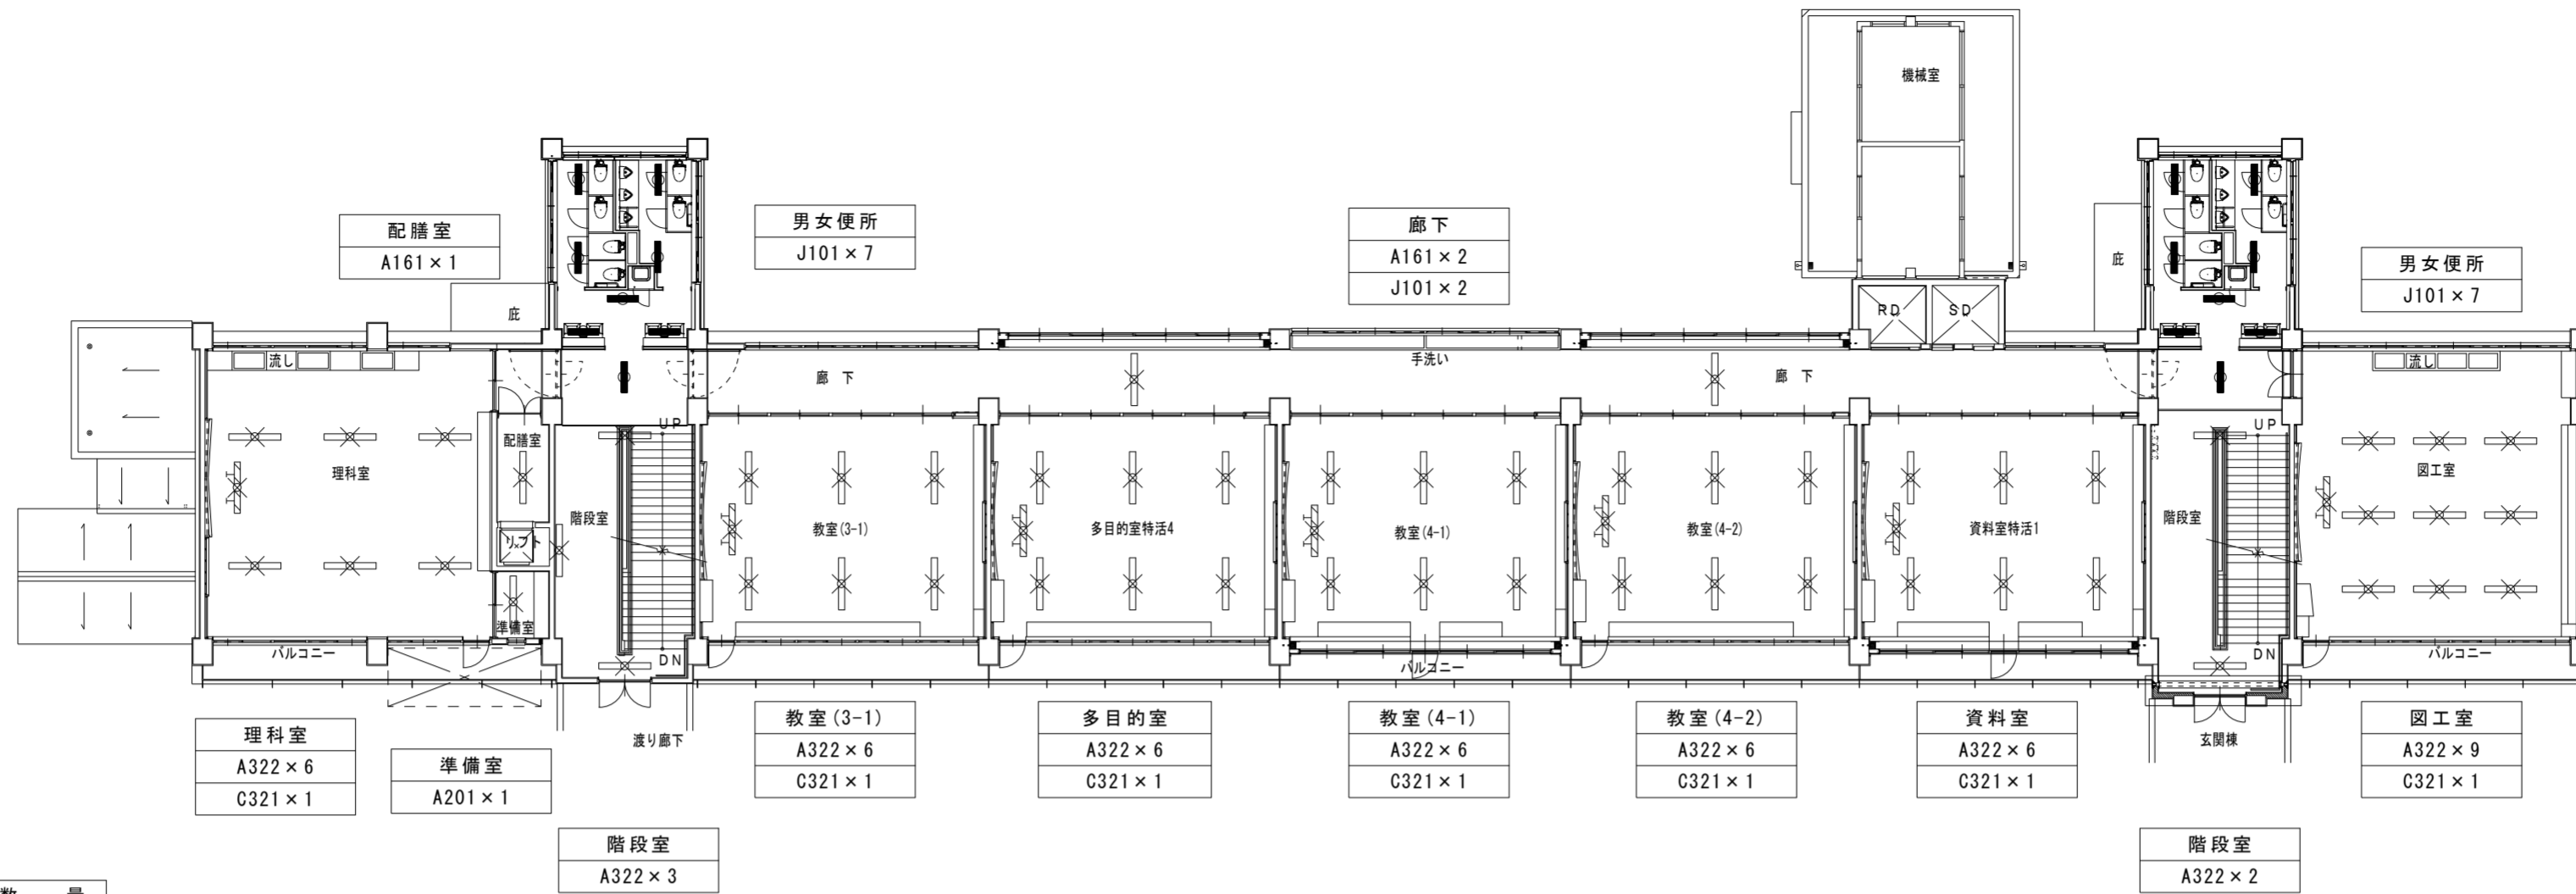 機械室
配膳室
A161×1
男女便所
J101×7
廊下
A161×2
J101×2
男女便所
J101×7
庇
庇
RD
SD
流し
手洗い
流し
廊下
廊下
UP
UP
配膳室
理科室
図工室
リフト
階段室
教室(3-1)
多目的室特活4
教室(4-1)
教室(4-2)
資料室特活1
階段室
準備室
バルコニー
DN
バルコニー
DN
バルコニー
渡り廊下
玄関棟
理科室
A322×6
C321×1
準備室
A201×1
教室(3-1)
A322×6
C321×1
多目的室
A322×6
C321×1
教室(4-1)
A322×6
C321×1
教室(4-2)
A322×6
C321×1
資料室
A322×6
C321×1
図工室
A322×9
C321×1
階段室
A322×3
階段室
A322×2